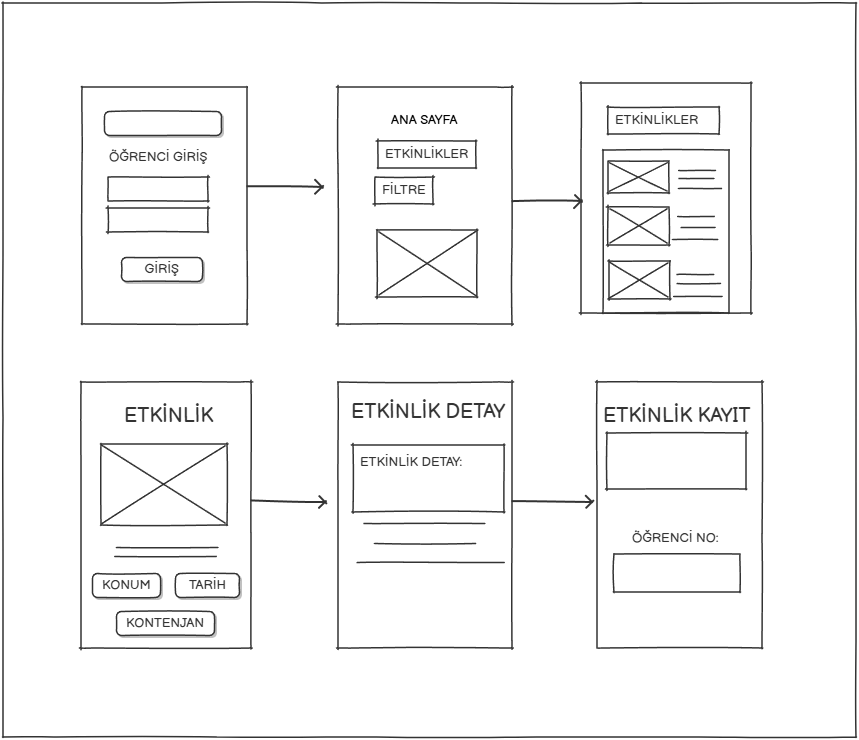 ÖĞRENCİ GİRİŞ
GİRİŞ
ANA SAYFA
ETKİNLİKLER
FİLTRE
ETKİNLİKLER
ETKİNLİK
KONUM
TARİH
KONTENJAN
ETKİNLİK DETAY
ETKİNLİK DETAY:
ETKİNLİK KAYIT
ÖĞRENCİ NO: